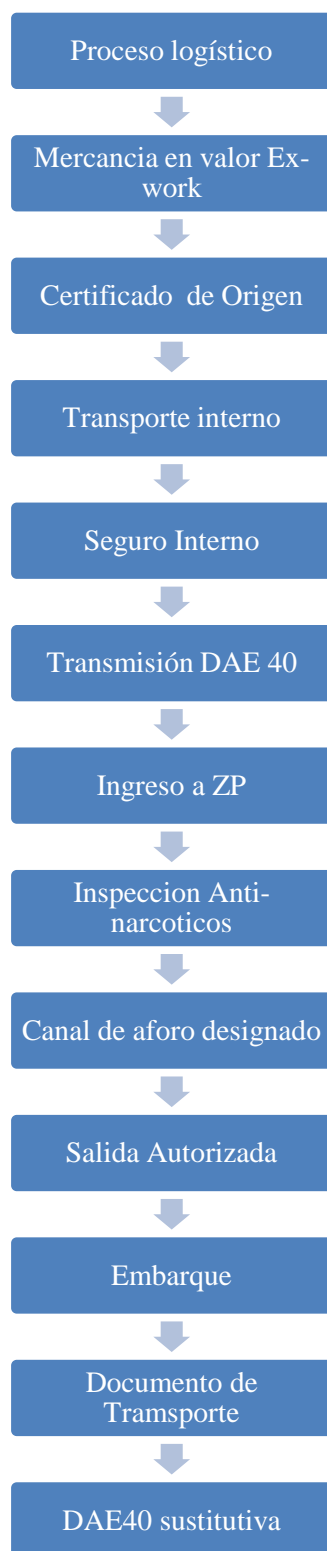 Proceso logístico
Mercancia en valor Ex-
work
Certificado de Origen
Transporte interno
Seguro Interno
Transmisión DAE 40
Ingreso a ZP
Inspeccion Anti-
narcoticos
Canal de aforo designado
Salida Autorizada
Embarque
Documento de
Tramsporte
DAE40 sustitutiva